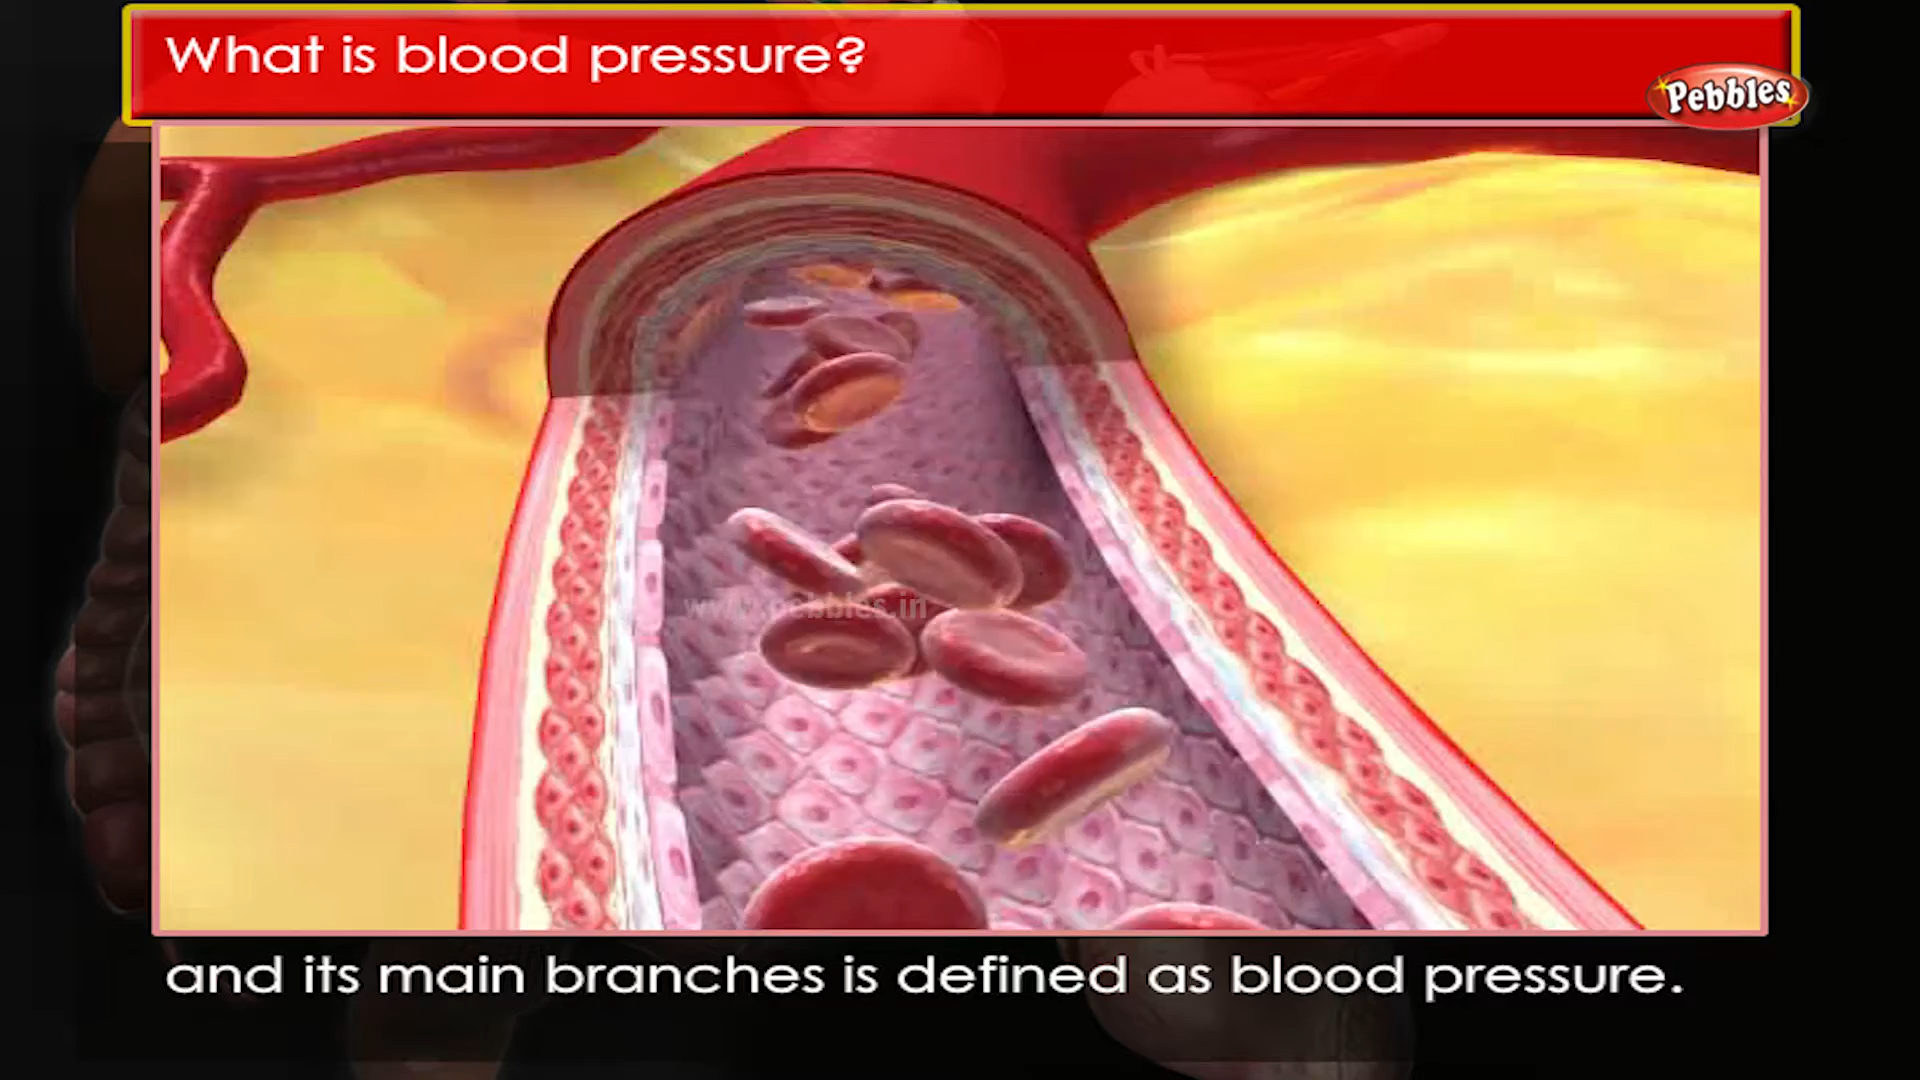 What is blood pressure?
Pebbles
www.pebbles.in
and its main branches is defined as blood pressure.